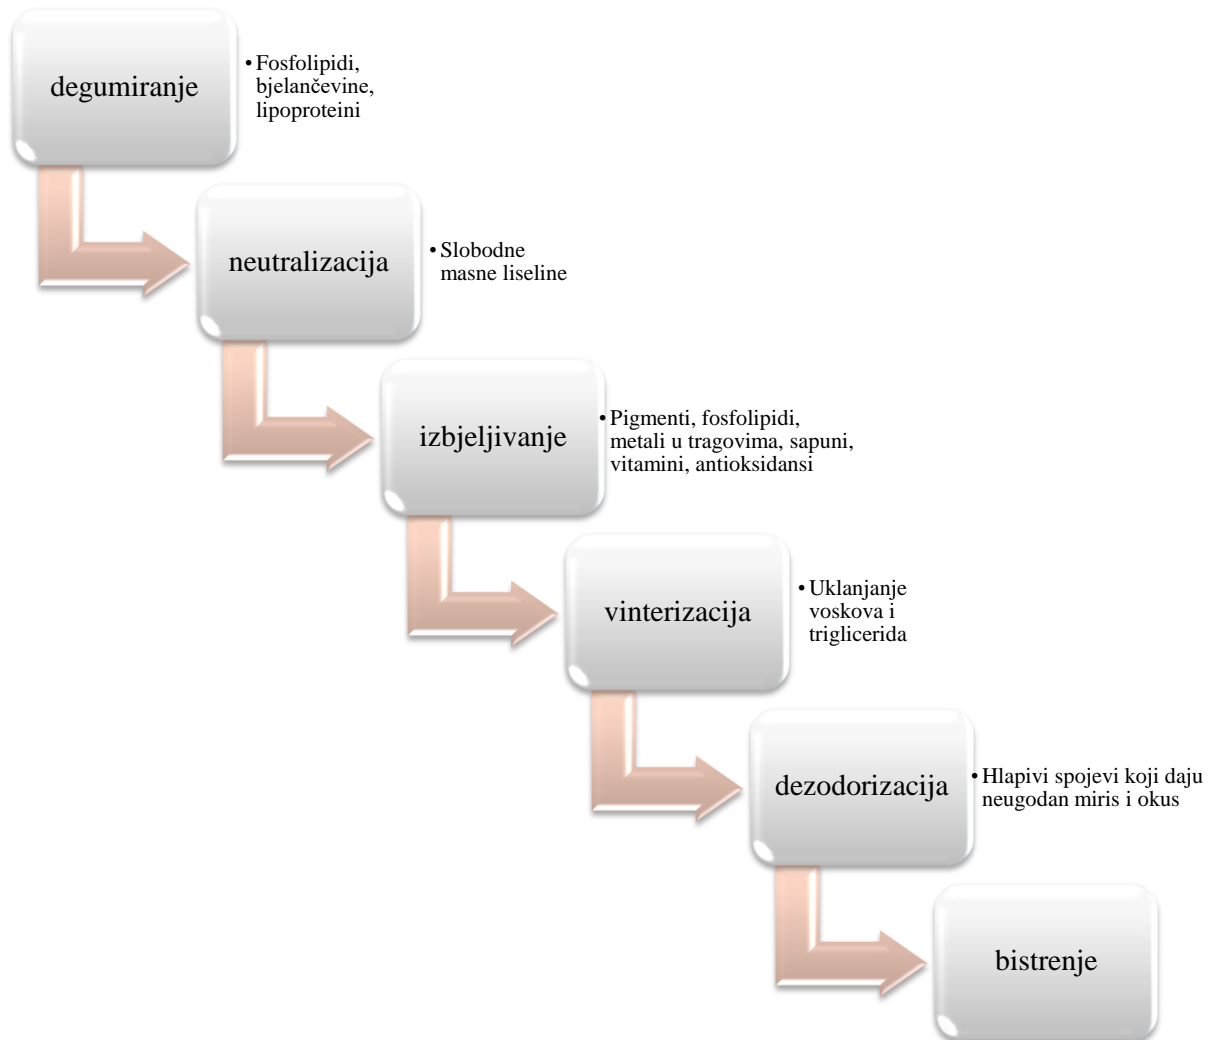 degumiranje
• Fosfolipidi,
bjelančevine,
lipoproteini
neutralizacija
• Slobodne
masne liseline
izbjeljivanje
• Pigmenti, fosfolipidi,
metali u tragovima, sapuni,
vitamini, antioksidansi
vinterizacija
• Uklanjanje
voskova i
triglicerida
dezodorizacija
• Hlapivi spojevi koji daju
neugodan miris i okus
bistrenje